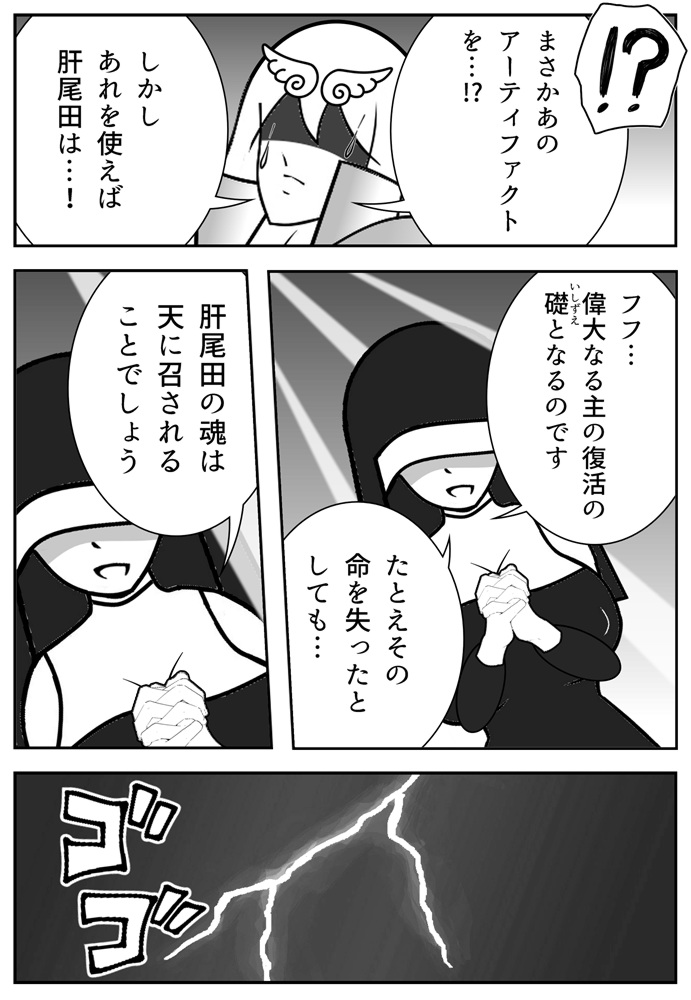 !?
まさかあの
アーティファクト
を…!?
しかし
あれを使えば
肝尾田は…！
フフ…
偉大なる主の復活の
礎となるのです
いしずえ
たとえその
命を失ったと
しても…
肝尾田の魂は
天に召される
ことでしょう
ゴ
ゴ